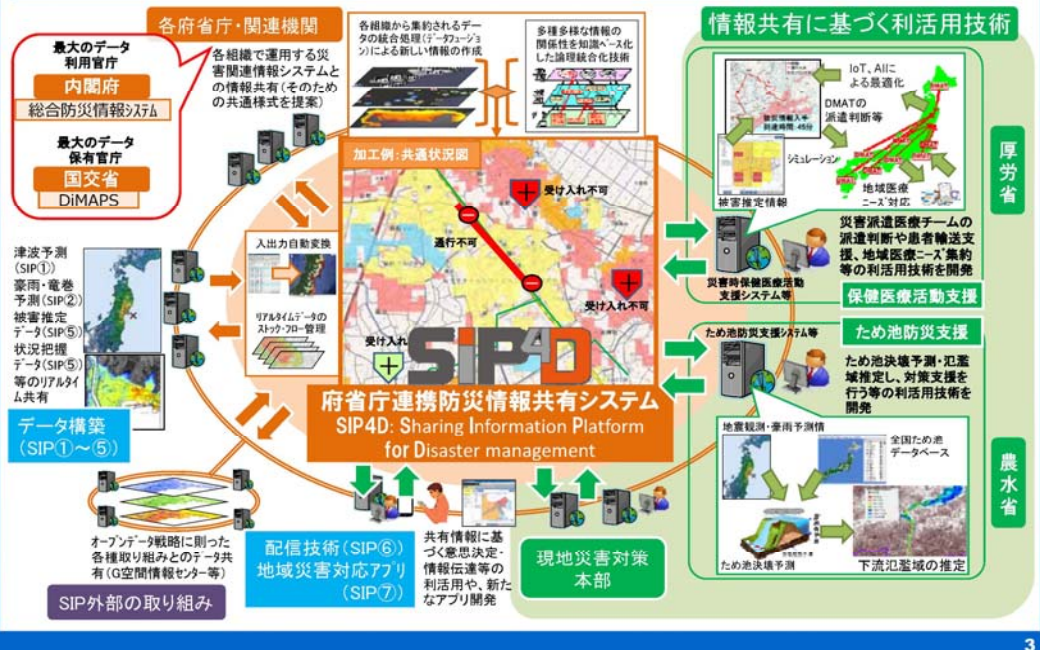 各府省庁・関連機関
最大のデータ
利用官庁
内閣府
総合防災情報システム
最大のデータ
保有官庁
国交省
DiMAPS
各組織で運用する災
害関連情報システムと
の情報共有(そのため
の共通様式を提案)
各組織から集約されるデー
タの統合処理(データフュージョ
ン)による新しい情報の作成
多種多様な情報の
関係性を知識ベース化
した論理統合化技術
加工例:共通状況図
受け入れ不可
通行不可
受け入れ不可
受け入れ
SIP4D
府省庁連携防災情報共有システム
SIP4D: Sharing Information Platform
for Disaster management
入出力自動変換
リアルタイムデータの
ストック・フロー管理
津波予測
(SIP①)
豪雨・竜巻
予測(SIP②)
被害推定
データ(SIP⑤)
状況把握
データ(SIP⑤)
等のリアルタイ
ム共有
データ構築
(SIP①~⑤)
オープンデータ戦略に則った
各種取り組みとのデータ共
有(G空間情報センター等)
SIP外部の取り組み
配信技術(SIP⑥)
地域災害対応アプリ
(SIP⑦)
共有情報に基
づく意思決定・
情報伝達等の
利活用や、新た
なアプリ開発
現地災害対策
本部
情報共有に基づく利活用技術
IoT、AIに
よる最適化
DMATの
派遣判断等
被災情報入手
到達時間:45分
シミュレーション
被害推定情報
地域医療
ニーズ対応
DMAT
厚労省
災害派遣医療チームの
派遣判断や患者輸送支
援、地域医療ニーズ集約
等の利活用技術を開発
災害時保健医療活動
支援システム等
保健医療活動支援
ため池防災支援システム等
ため池防災支援
ため池決壊予測・氾濫
域推定し、対策支援を
行う等の利活用技術を
開発
地震観測・豪雨予測情
全国ため池
データベース
ため池決壊予測
下流氾濫域の推定
農水省
3